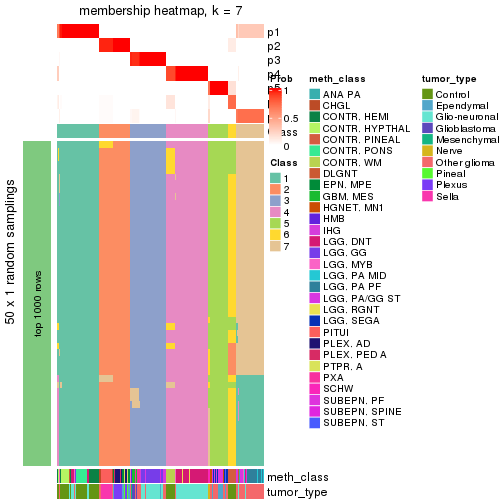 membership heatmap, k = 7
p1
p2
p3
p4
Prob
1
0.5
0
Class
1
2
3
4
5
6
7
50 x 1 random samplings
top 1000 rows
meth_class
tumor_type
meth_class
ANA PA
CHGL
CONTR. HEMI
CONTR. HYPTHAL
CONTR. PINEAL
CONTR. PONS
CONTR. WM
DLGNT
EPN. MPE
GBM. MES
HGNET. MN1
HMB
IHG
LGG. DNT
LGG. GG
LGG. MYB
LGG. PA MID
LGG. PA PF
LGG. PA/GG ST
LGG. RGNT
LGG. SEGA
PITUI
PLEX. AD
PLEX. PED A
PTPR. A
PXA
SCHW
SUBEPN. PF
SUBEPN. SPINE
SUBEPN. ST
tumor_type
Control
Ependymal
Glio-neuronal
Glioblastoma
Mesenchymal
Nerve
Other glioma
Pineal
Plexus
Sella